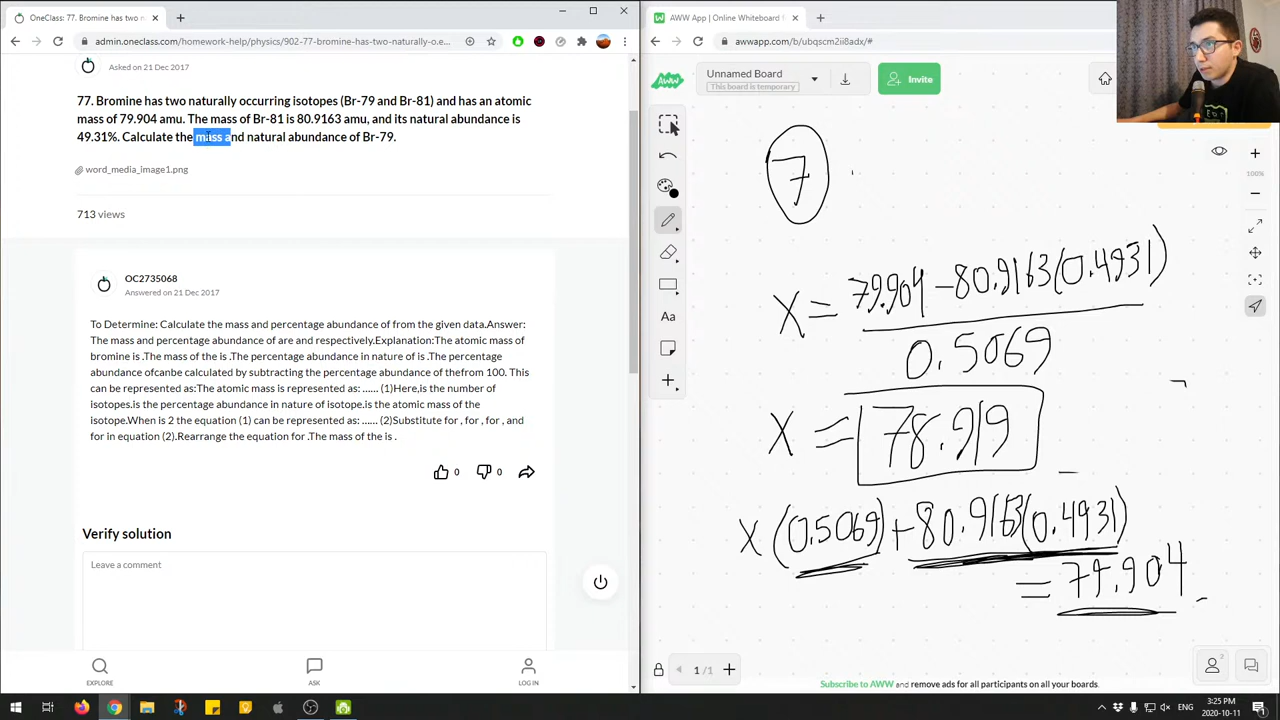 OneClass: 77. Bromine has two n
admin.oneclass.com/homework-help/physics/902-77-bromine-has-two-naturally-o.e...
Asked on 21 Dec 2017
77. Bromine has two naturally occurring isotopes (Br-79 and Br-81) and has an atomic
mass of 79.904 amu. The mass of Br-81 is 80.9163 amu, and its natural abundance is
49.31%. Calculate the mass and natural abundance of Br-79.
word_media_image1.png
713 views
OC2735068
Answered on 21 Dec 2017
To Determine: Calculate the mass and percentage abundance of from the given data.Answer:
The mass and percentage abundance of are and respectively.Explanation:The atomic mass of
bromine is .The mass of the is .The percentage abundance in nature of is .The percentage
abundance ofcanbe calculated by subtracting the percentage abundance of thefrom 100. This
can be represented as:The atomic mass is represented as: ...... (1)Here,is the number of
isotopes.is the percentage abundance in nature of isotope.is the atomic mass of the
isotope.When is 2 the equation (1) can be represented as: ...... (2)Substitute for , for , for , and
for in equation (2).Rearrange the equation for .The mass of the is .
0
0
Verify solution
Leave a comment
EXPLORE
ASK
LOG IN
AWW App | Online Whiteboard f
awwapp.com/b/ubqscm2ii8adx/#
AWW
Unnamed Board
This board is temporary
Invite
100%
Aa
7
X = 79.904 - 80.9163(0.4931)
0.5069
X = 78.919
X (0.5069) + 80.9163(0.4931)
= 79.904
1 / 1
2
Subscribe to AWW and remove ads for all participants on all your boards.
ENG
3:25 PM
2020-10-11
1